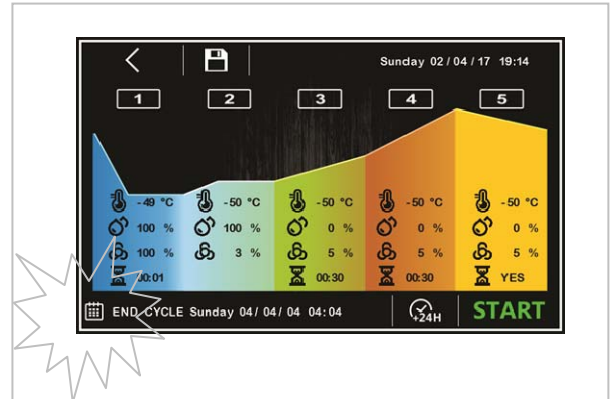 Sunday 02 / 04 / 17 19:14
1 2 3 4 5
-49 °C -50 °C -50 °C -50 °C -50 °C
100 % 100 % 0 % 0 % 0 %
100 % 3 % 5 % 5 % 5 %
00:01 00:30 00:30 YES
END CYCLE Sunday 04 / 04 / 04 04:04 +24H START